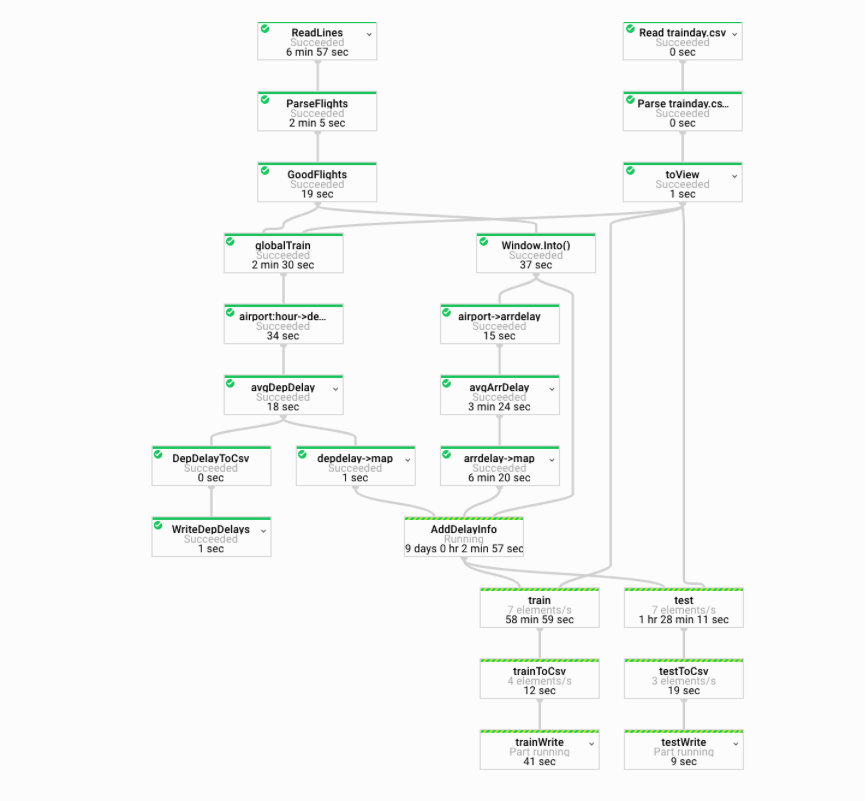 ReadLines
Succeeded
6 min 57 sec
Read trainday.csv
Succeeded
0 sec
ParseFlights
Succeeded
2 min 5 sec
Parse trainday.cs...
Succeeded
0 sec
GoodFlights
Succeeded
19 sec
toView
Succeeded
1 sec
globalTrain
Succeeded
2 min 30 sec
Window.Into()
Succeeded
37 sec
airport:hour->de...
Succeeded
34 sec
airport->arrdelay
Succeeded
15 sec
avgDepDelay
Succeeded
18 sec
avgArrDelay
Succeeded
3 min 24 sec
DepDelayToCsv
Succeeded
0 sec
depdelay->map
Succeeded
1 sec
arrdelay->map
Succeeded
6 min 20 sec
WriteDepDelays
Succeeded
1 sec
AddDelayInfo
Running
9 days 0 hr 2 min 57 sec
train
7 elements/s
58 min 59 sec
test
7 elements/s
1 hr 28 min 11 sec
trainToCsv
4 elements/s
12 sec
testToCsv
3 elements/s
19 sec
trainWrite
Part running
41 sec
testWrite
Part running
9 sec